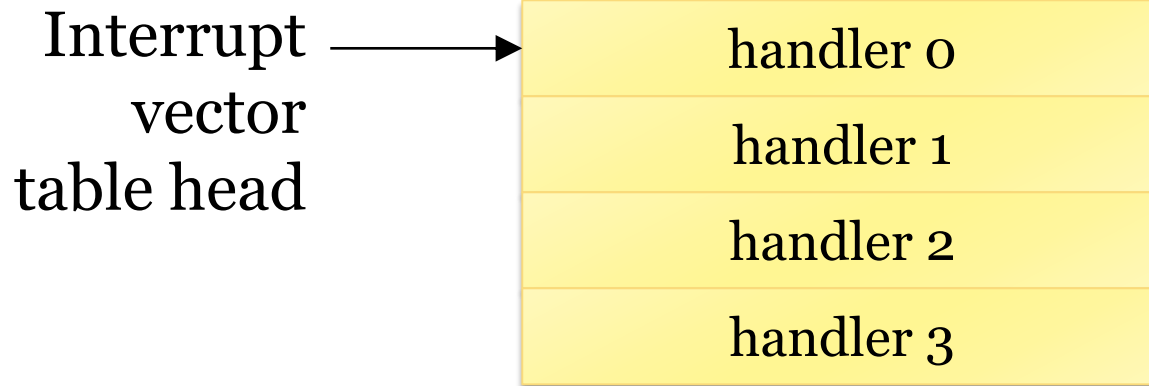 Interrupt
vector
table head
handler 0
handler 1
handler 2
handler 3